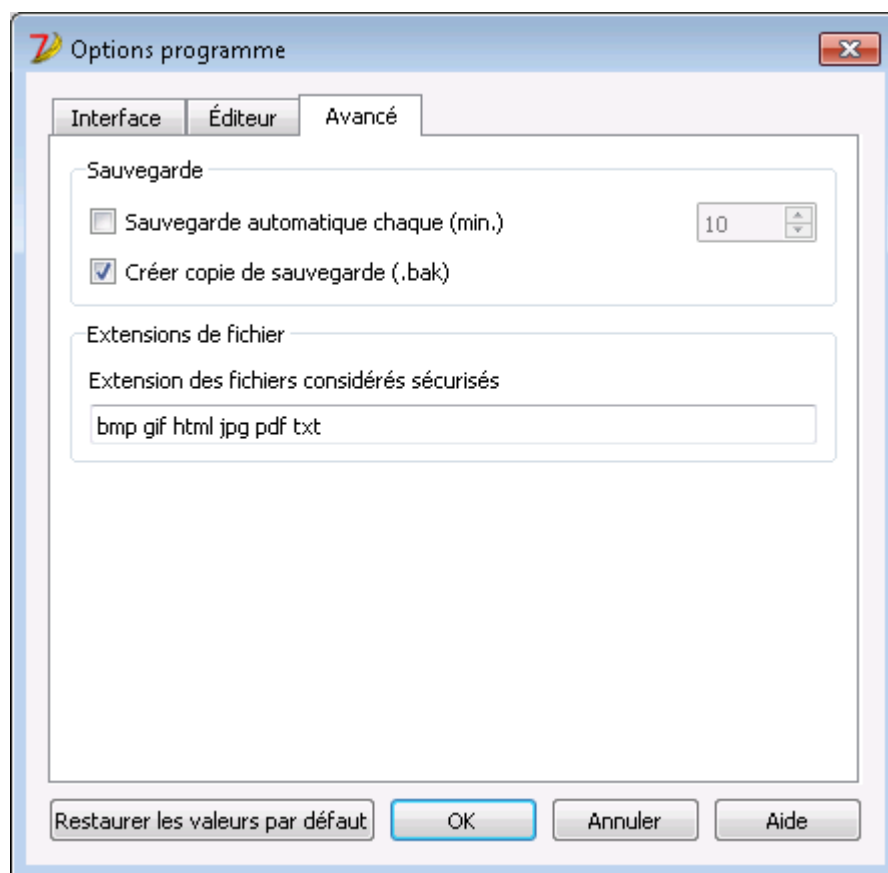 Options programme
Interface Éditeur Avancé
Sauvegarde
Sauvegarde automatique chaque (min.) 10
Créer copie de sauvegarde (.bak)
Extensions de fichier
Extension des fichiers considérés sécurisés
bmp gif html jpg pdf txt
Restaurer les valeurs par défaut OK Annuler Aide